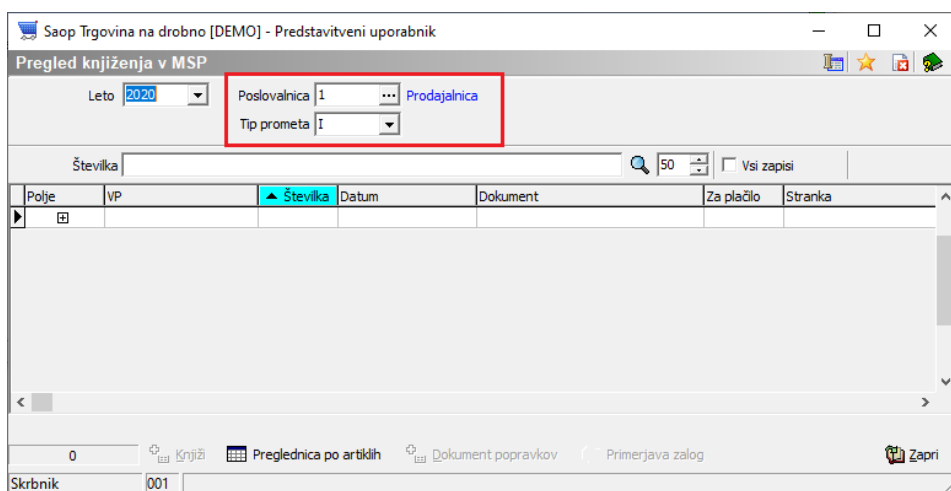 Saop Trgovina na drobno [DEMO] - Predstavitveni uporabnik
Pregled knjiženja v MSP
Leto 2020 Poslovalnica 1 ... Prodajalnica
Tip prometa I
Številka 50 Vsi zapisi
Polje VP Številka Datum Dokument Za plačilo Stranka
0 Knjiži Preglednica po artiklih Dokument popravkov Primerjava zalog Zapri
Skrbnik 001